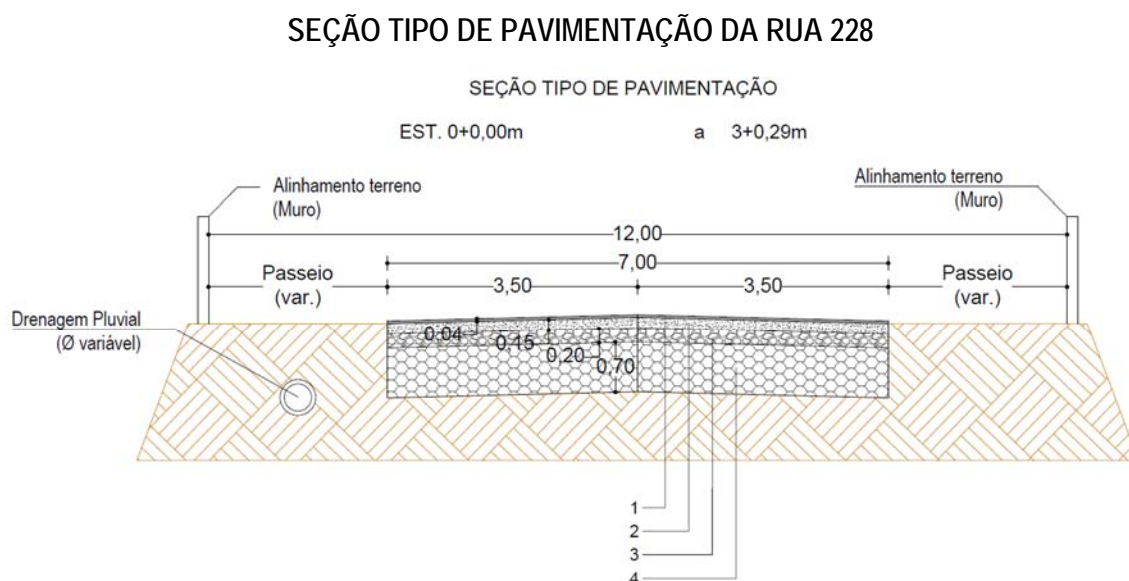 SEÇÃO TIPO DE PAVIMENTAÇÃO DA RUA 228
SEÇÃO TIPO DE PAVIMENTAÇÃO
EST. 0+0,00m a 3+0,29m
Alinhamento terreno
(Muro)
Alinhamento terreno
(Muro)
12,00
7,00
Passeio
(var.)
3,50
3,50
Passeio
(var.)
Drenagem Pluvial
(Ø variável)
0,04
0,15
0,20
0,70
1
2
3
4